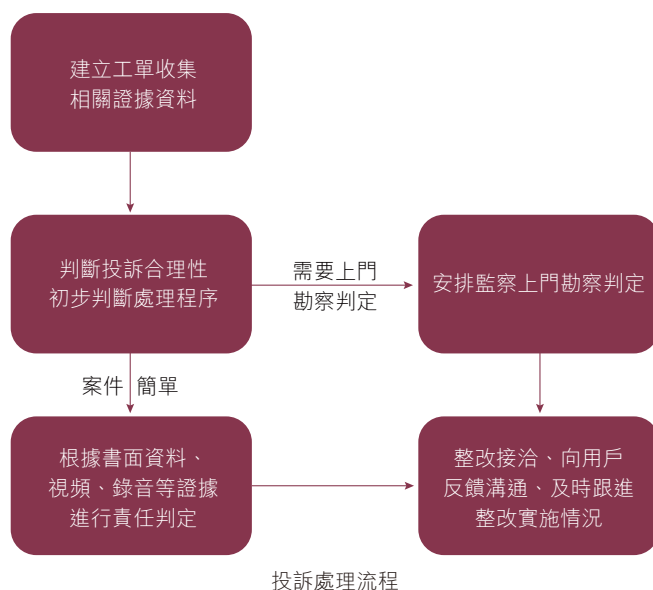 建立工單收集
相關證據資料
判斷投訴合理性
初步判斷處理程序
需要上門
勘察判定
安排監察上門勘察判定
案件 簡單
根據書面資料、
視頻、錄音等證據
進行責任判定
整改接洽、向用戶
反饋溝通、及時跟進
整改實施情況
投訴處理流程